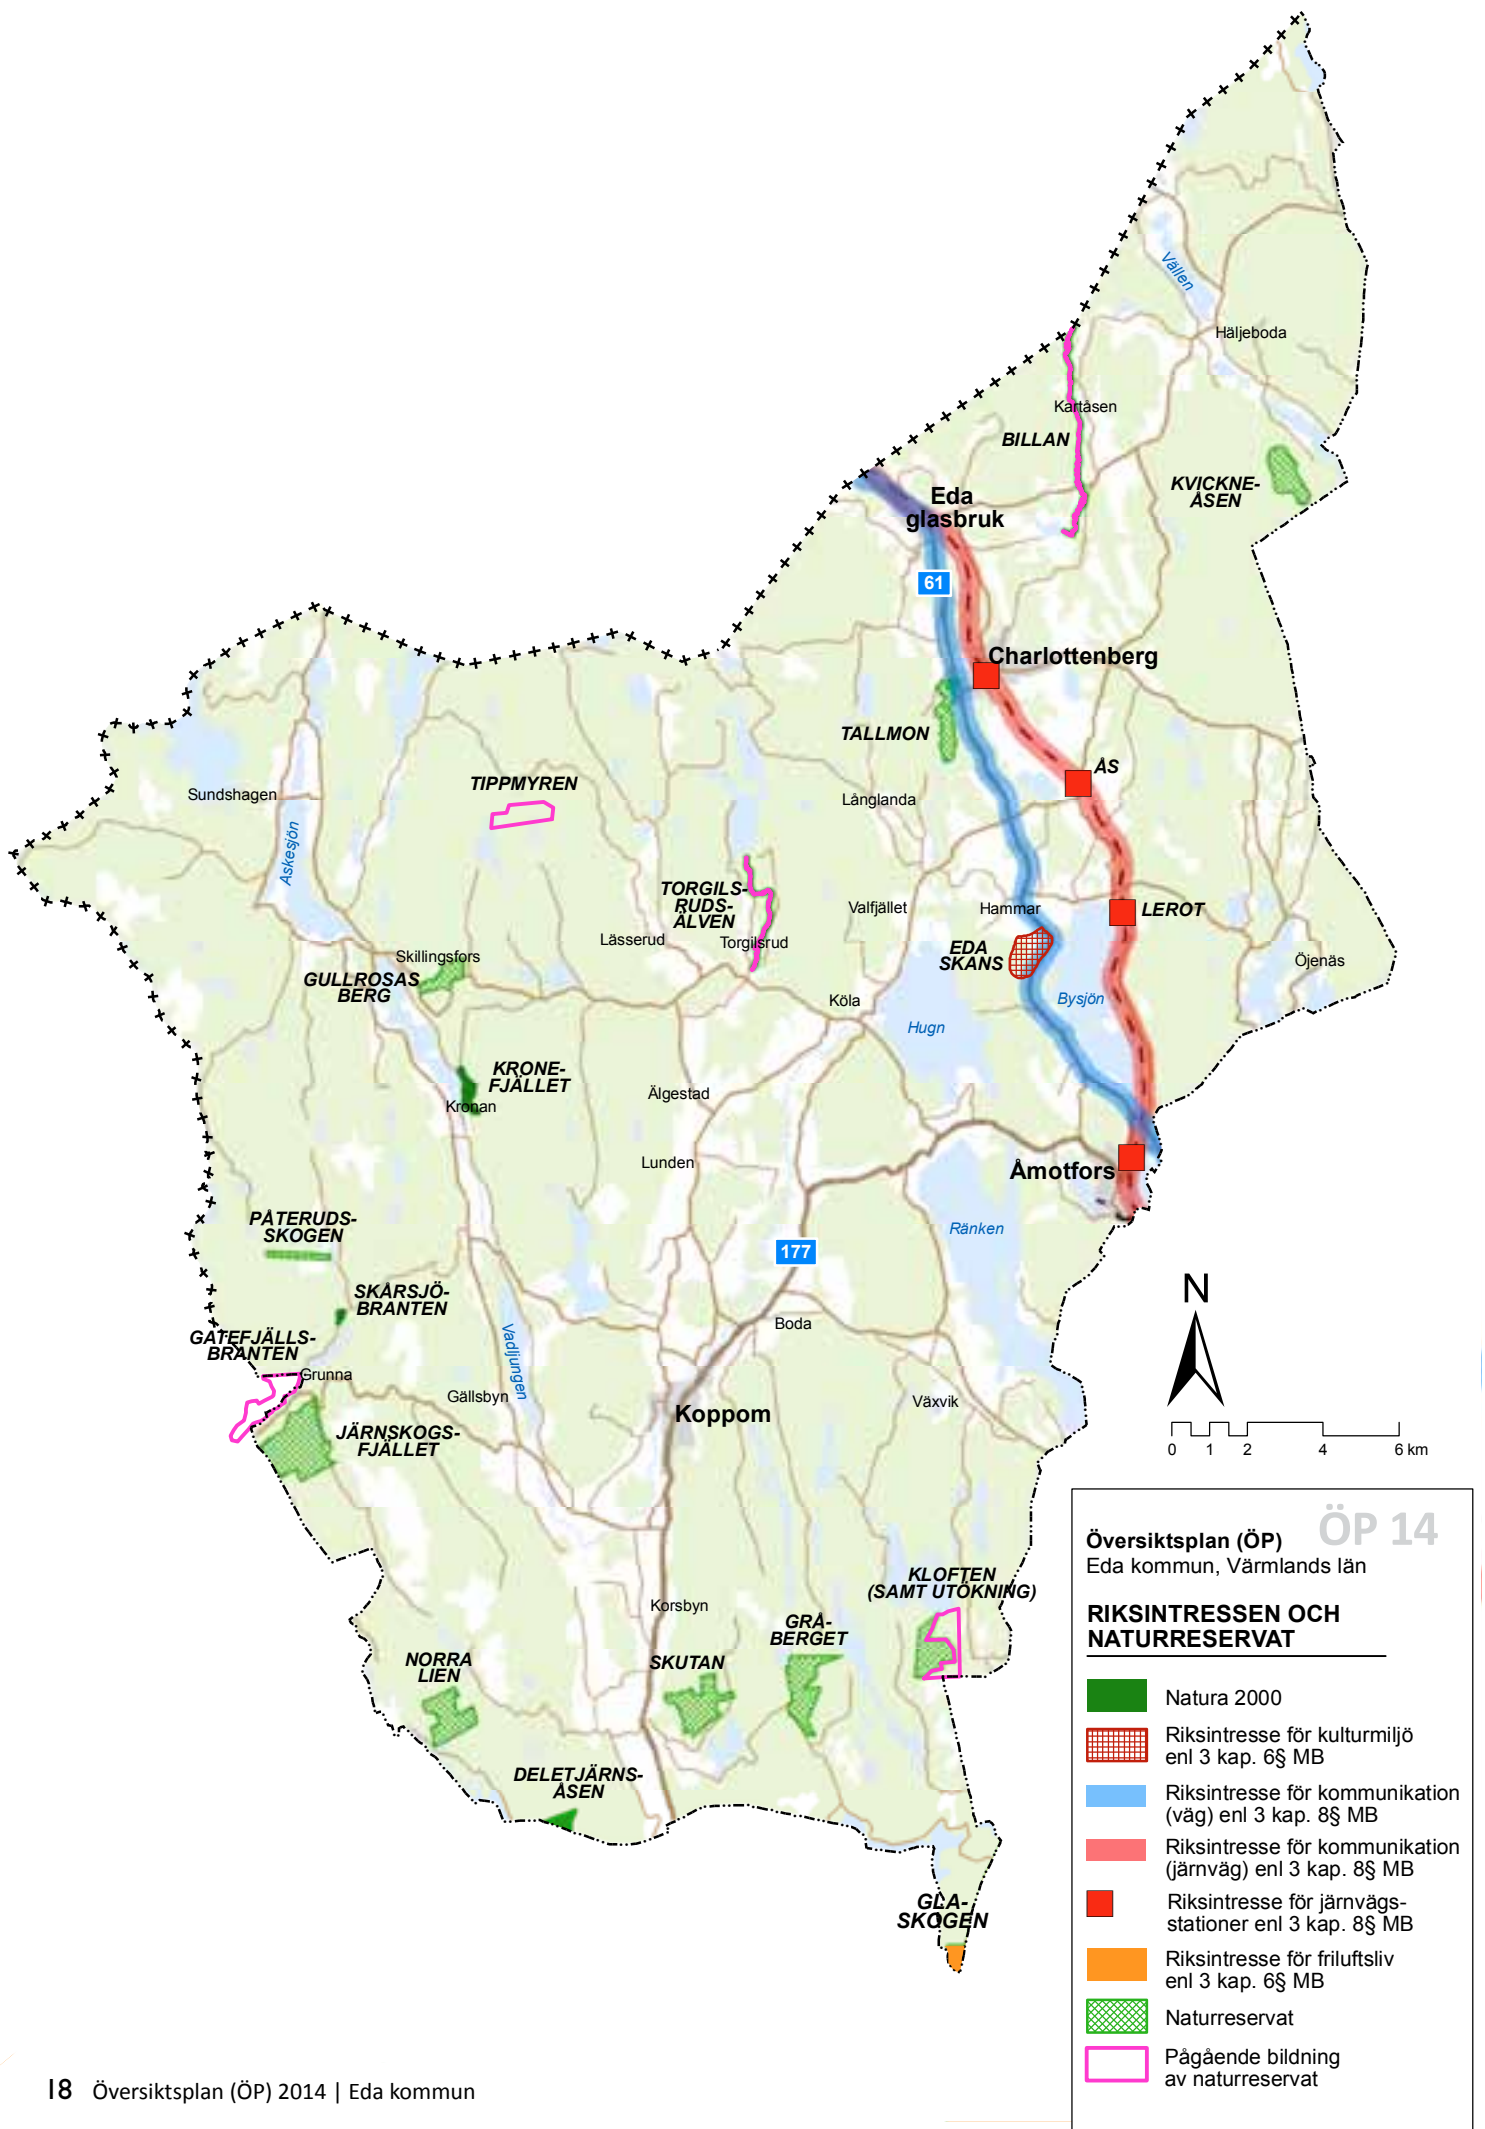 Vällen
Häljeboda
Kartåsen
BILLAN
KVICKNE-
ÅSEN
Eda
glasbruk
61
Charlottenberg
TALLMON
ÅS
TIPPMYREN
Sundshagen
Långlanda
Askesjön
TORGILS-
RUDS-
ÄLVEN
Valfjället
Hammar
LEROT
Lässerud
Torgilsrud
EDA
SKANS
Skillingsfors
Öjenäs
GULLROSAS
BERG
Köla
Bysjön
Hugn
KRONE-
FJÄLLET
Kronan
Älgestad
Lunden
Åmotfors
PÅTERUDS-
SKOGEN
Ränken
177
SKÅRSJÖ-
BRANTEN
Boda
GATEFJÄLLS-
BRANTEN
Vadljungen
Grunna
Gällsbyn
Växvik
Koppom
JÄRNSKOGS-
FJÄLLET
N
0 1 2 4 6 km
KLOFTEN
(SAMT UTÖKNING)
Korsbyn
GRÅ-
BERGET
NORRA
LIEN
SKUTAN
DELETJÄRNS-
ÅSEN
GLA-
SKOGEN
ÖP 14
Översiktsplan (ÖP)
Eda kommun, Värmlands län
RIKSINTRESSEN OCH
NATURRESERVAT
Natura 2000
Riksintresse för kulturmiljö
enl 3 kap. 6§ MB
Riksintresse för kommunikation
(väg) enl 3 kap. 8§ MB
Riksintresse för kommunikation
(järnväg) enl 3 kap. 8§ MB
Riksintresse för järnvägs-
stationer enl 3 kap. 8§ MB
Riksintresse för friluftsliv
enl 3 kap. 6§ MB
Naturreservat
Pågående bildning
av naturreservat
18 Översiktsplan (ÖP) 2014 | Eda kommun